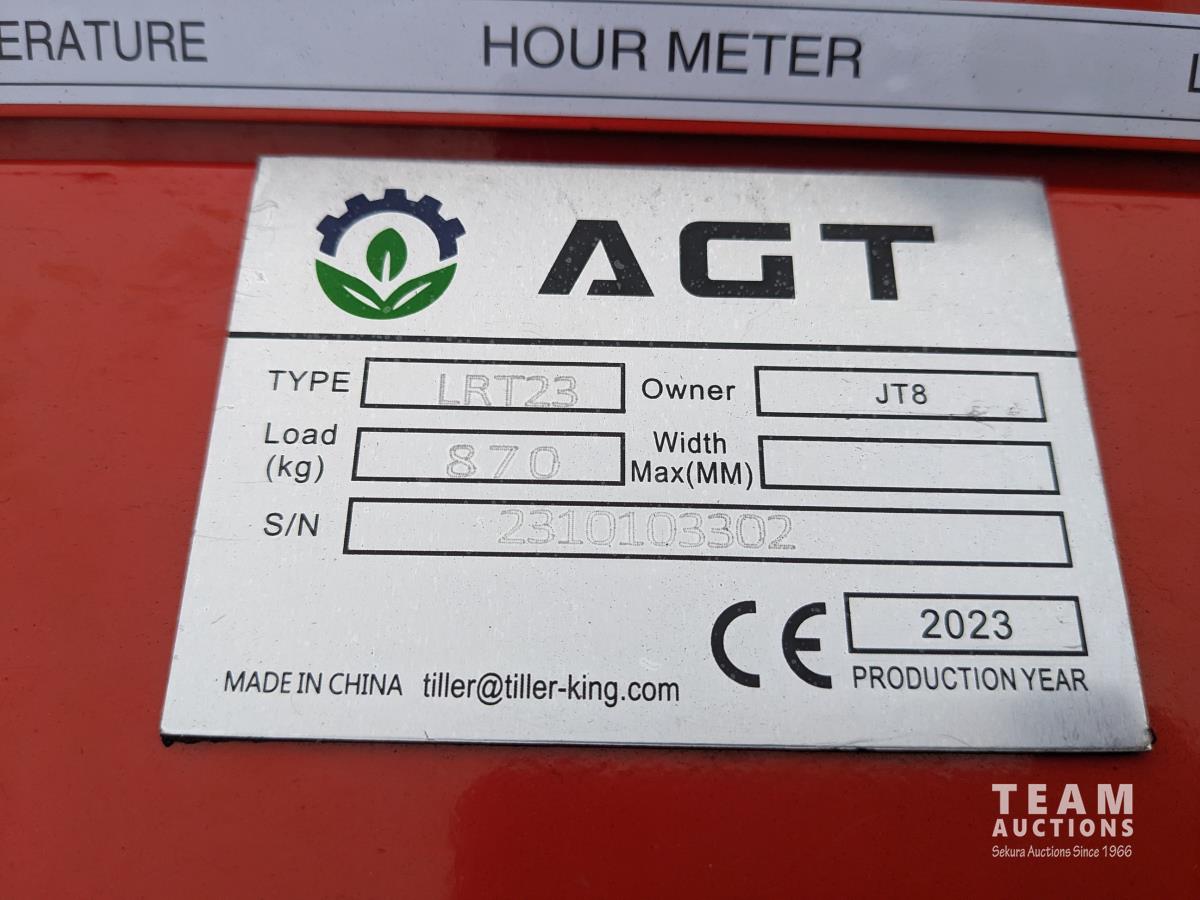 ERATURE HOUR METER L
AGT
TYPE LRT23 Owner JT8
Load (kg) 870 Width Max(MM)
S/N 2310103302
CE 2023
MADE IN CHINA tiller@tiller-king.com PRODUCTION YEAR
TEAM
AUCTIONS
Sekura Auctions Since 1966